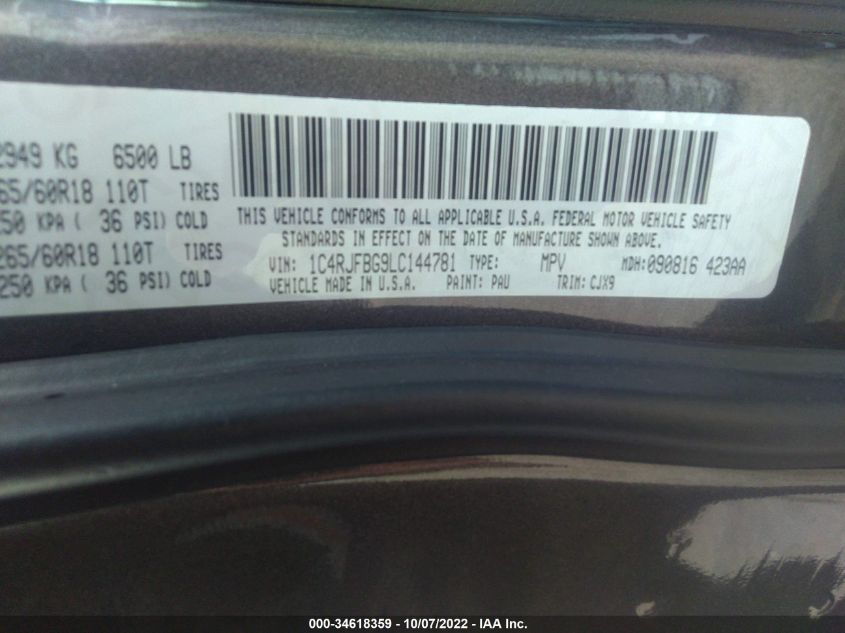 2949 KG 6500 LB
65/60R18 110T TIRES
250 KPA ( 36 PSI) COLD
265/60R18 110T TIRES
250 KPA ( 36 PSI) COLD
THIS VEHICLE CONFORMS TO ALL APPLICABLE U.S.A. FEDERAL MOTOR VEHICLE SAFETY
STANDARDS IN EFFECT ON THE DATE OF MANUFACTURE SHOWN ABOVE.
VIN: 1C4RJFBG9LC144781 TYPE: MPV MDH:090816 423AA
VEHICLE MADE IN U.S.A. PAINT: PAU TRIM: CJX9
000-34618359 - 10/07/2022 - IAA Inc.